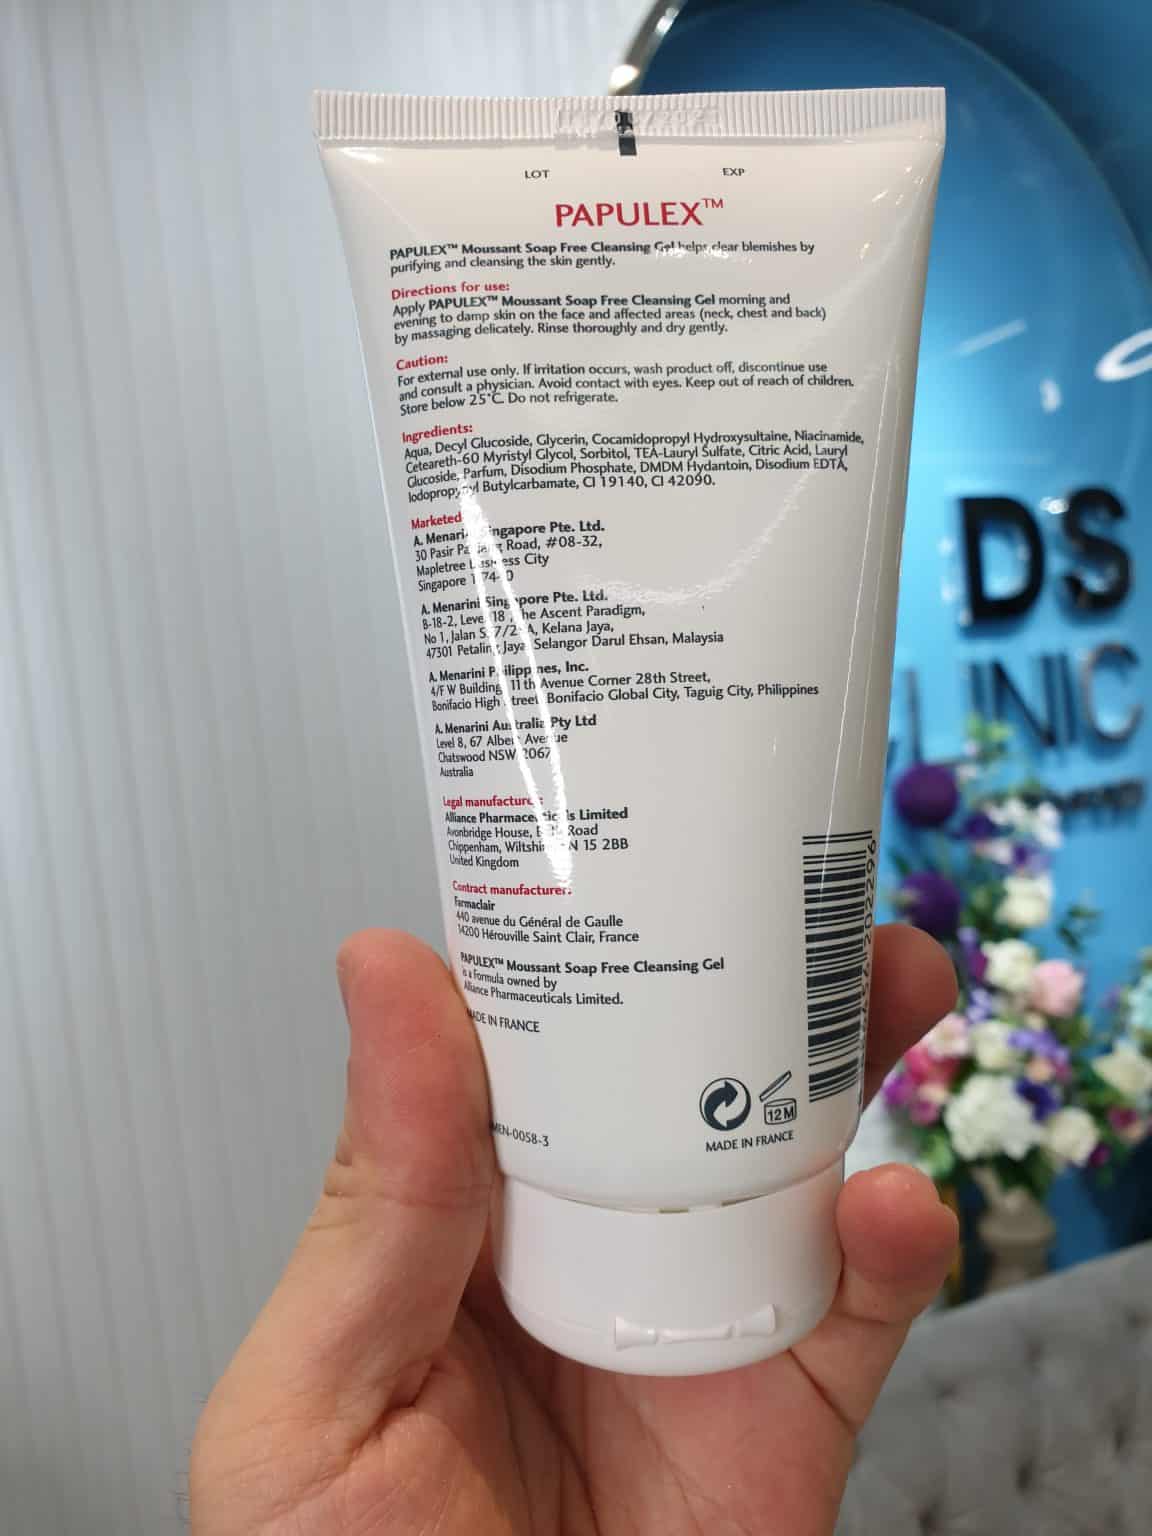 LOT EXP
PAPULEX™
PAPULEX™ Moussant Soap Free Cleansing Gel helps clear blemishes by
purifying and cleansing the skin gently.
Directions for use:
Apply PAPULEX™ Moussant Soap Free Cleansing Gel morning and
evening to damp skin on the face and affected areas (neck, chest and back)
by massaging delicately. Rinse thoroughly and dry gently.
Caution:
For external use only. If irritation occurs, wash product off, discontinue use
and consult a physician. Avoid contact with eyes. Keep out of reach of children.
Store below 25°C. Do not refrigerate.
Ingredients:
Aqua, Decyl Glucoside, Glycerin, Cocamidopropyl Hydroxysultaine, Niacinamide,
Ceteareth-60 Myristyl Glycol, Sorbitol, TEA-Lauryl Sulfate, Citric Acid, Lauryl
Glucoside, Parfum, Disodium Phosphate, DMDM Hydantoin, Disodium EDTA,
Iodopropynyl Butylcarbamate, CI 19140, CI 42090.
Marketed
A. Menarini Singapore Pte. Ltd.
30 Pasir Panjang Road, #08-32,
Mapletree Business City
Singapore
A. Menarini Singapore Pte. Ltd.
B-18-2, Level 18, The Ascent Paradigm,
No 1, Jalan A, Kelana Jaya,
47301 Petaling Jaya Selangor Darul Ehsan, Malaysia
A. Menarini Philippines, Inc.
4/F W Building, 11th Avenue Corner 28th Street,
Bonifacio High Street, Bonifacio Global City, Taguig City, Philippines
A. Menarini Australia Pty Ltd
Level 8, 67 Albert Avenue
Chatswood NSW 2067
Australia
Legal manufacturer:
Alliance Pharmaceuticals Limited
Avonbridge House, Road
Chippenham, Wiltshire SN 15 2BB
United Kingdom
Contract manufacturer:
Farmaclair
440 avenue du Général de Gaulle
14200 Hérouville Saint Clair, France
PAPULEX™ Moussant Soap Free Cleansing Gel
is a Formula owned by
Alliance Pharmaceuticals Limited.
MADE IN FRANCE
MEN-0058-3
12 M
MADE IN FRANCE
DS
CLINIC